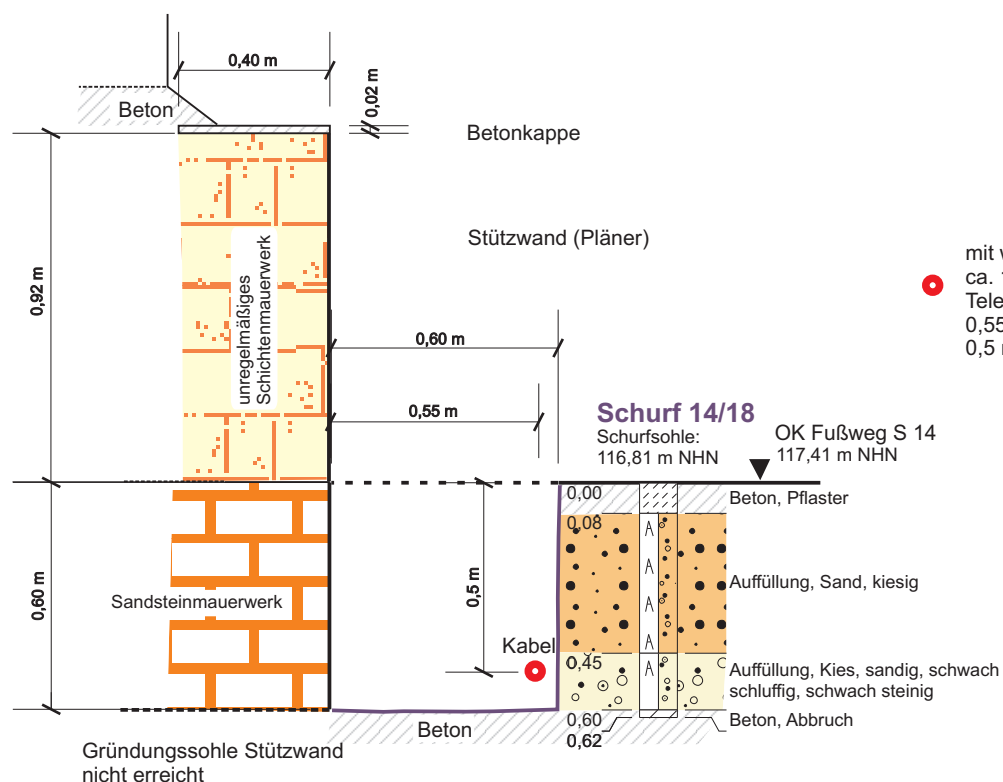 0,40 m
0,02 m
Beton
Betonkappe
unregelmäßiges
Schichtenmauerwerk
Stützwand (Pläner)
0,92 m
mit
ca.
0,55
0,5
0,60 m
0,55 m
Schurf 14/18
Schurfsohle:
116,81 m NHN
OK Fußweg S 14
117,41 m NHN
0,00
Beton, Pflaster
0,08
0,60 m
0,5 m
Auffüllung, Sand, kiesig
Sandsteinmauerwerk
Kabel
0,45
Auffüllung, Kies, sandig, schwach
schluffig, schwach steinig
0,60
0,62
Beton, Abbruch
Beton
Gründungssohle Stützwand
nicht erreicht